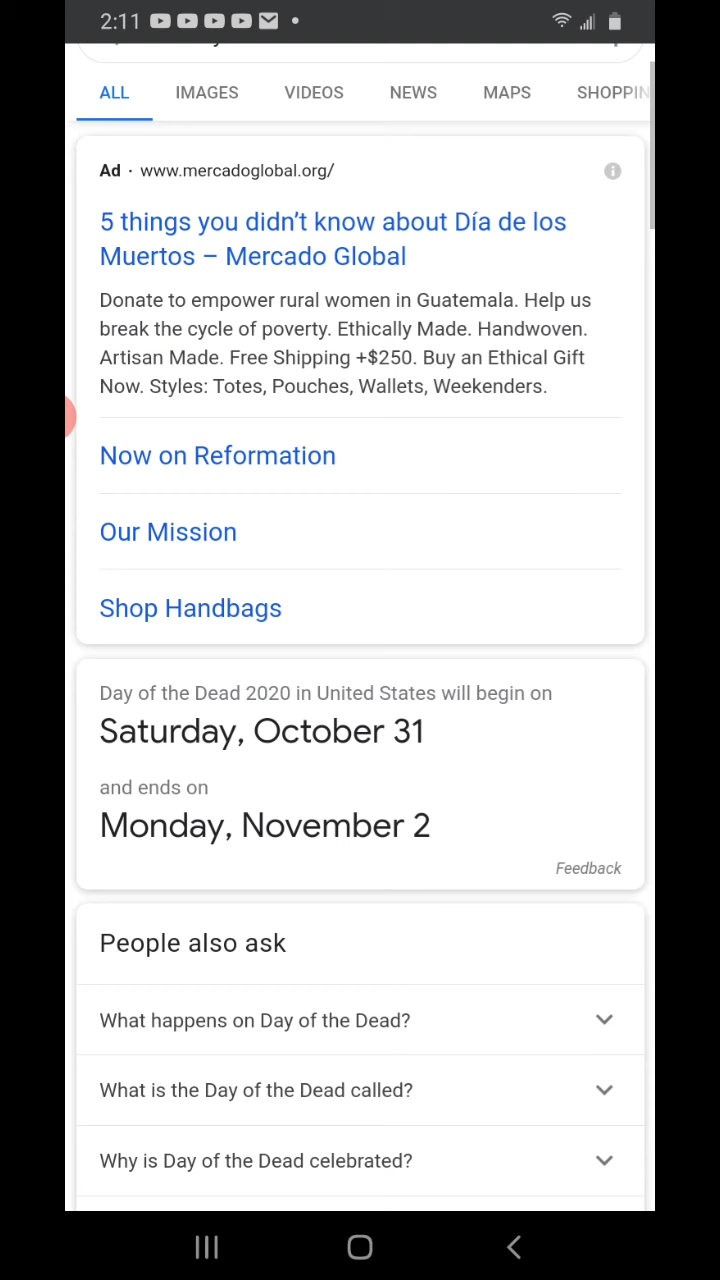 2:11
ALL IMAGES VIDEOS NEWS MAPS SHOPPIN
Ad · www.mercadoglobal.org/
5 things you didn't know about Día de los
Muertos – Mercado Global
Donate to empower rural women in Guatemala. Help us
break the cycle of poverty. Ethically Made. Handwoven.
Artisan Made. Free Shipping +$250. Buy an Ethical Gift
Now. Styles: Totes, Pouches, Wallets, Weekenders.
Now on Reformation
Our Mission
Shop Handbags
Day of the Dead 2020 in United States will begin on
Saturday, October 31
and ends on
Monday, November 2
Feedback
People also ask
What happens on Day of the Dead?
What is the Day of the Dead called?
Why is Day of the Dead celebrated?